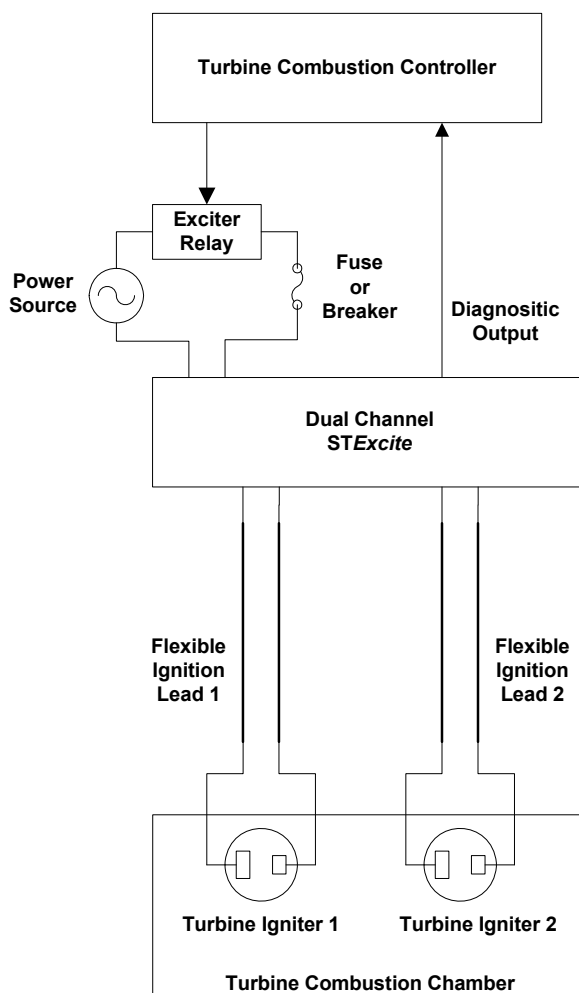 Turbine Combustion Controller
Exciter
Relay
Fuse
or
Breaker
Power
Source
Diagnositic
Output
Dual Channel
STExcite
Flexible
Ignition
Lead 1
Flexible
Ignition
Lead 2
Turbine Igniter 1
Turbine Igniter 2
Turbine Combustion Chamber